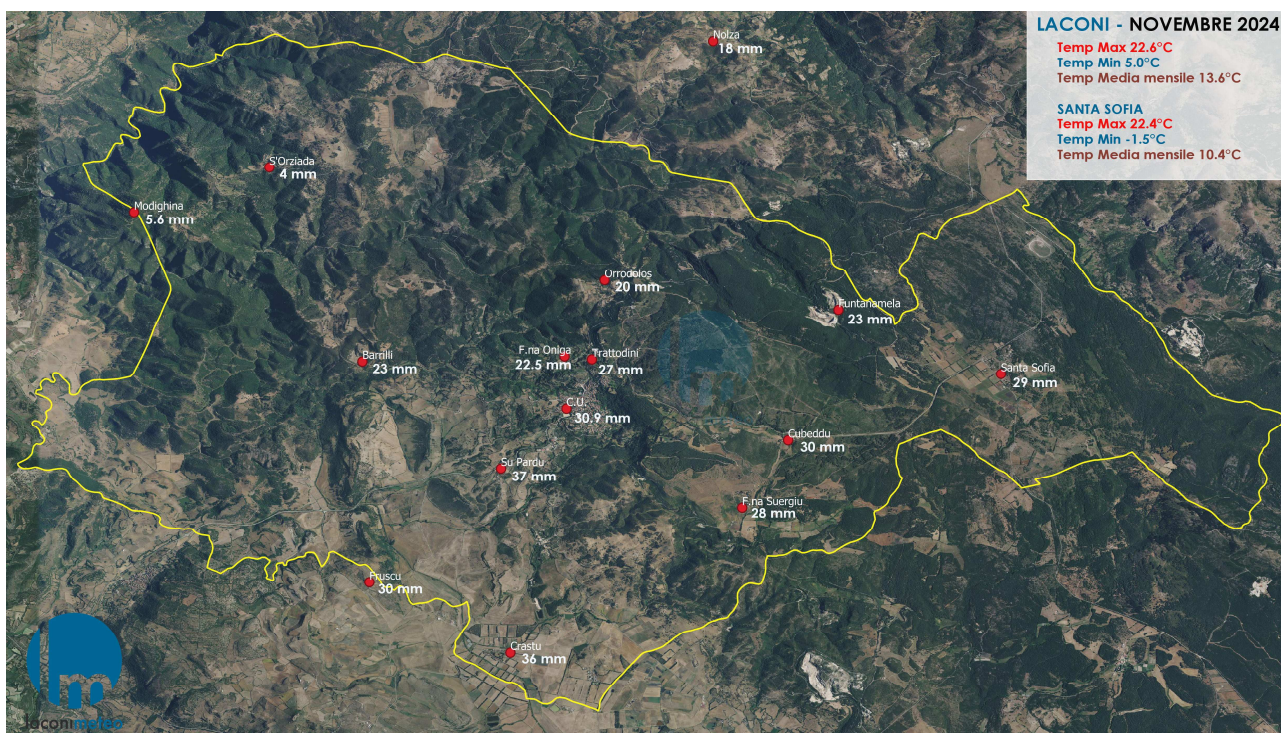 LACONI - NOVEMBRE 2024
Temp Max 22.6°C
Temp Min 5.0°C
Temp Media mensile 13.6°C
SANTA SOFIA
Temp Max 22.4°C
Temp Min -1.5°C
Temp Media mensile 10.4°C
Nolza
18 mm
S'Orziada
4 mm
Modighina
5.6 mm
Orrodolos
20 mm
Funtanamela
23 mm
F.na Oniga
22.5 mm
Trattodini
27 mm
Barrilli
23 mm
Santa Sofia
29 mm
C.U.
30.9 mm
Cubeddu
30 mm
Su Pardu
37 mm
F.na Suergiu
28 mm
Fruscu
30 mm
Crastu
36 mm
laconimeteo